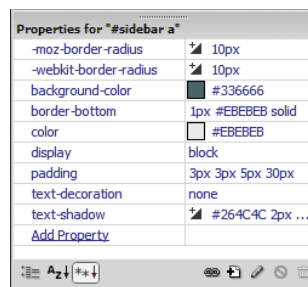 Properties for "#sidebar a"
-moz-border-radius 10px
-webkit-border-radius 10px
background-color #336666
border-bottom 1px #EBEBEB solid
color #EBEBEB
display block
padding 3px 3px 5px 30px
text-decoration none
text-shadow #264C4C 2px ...
Add Property
Az↓ **↓